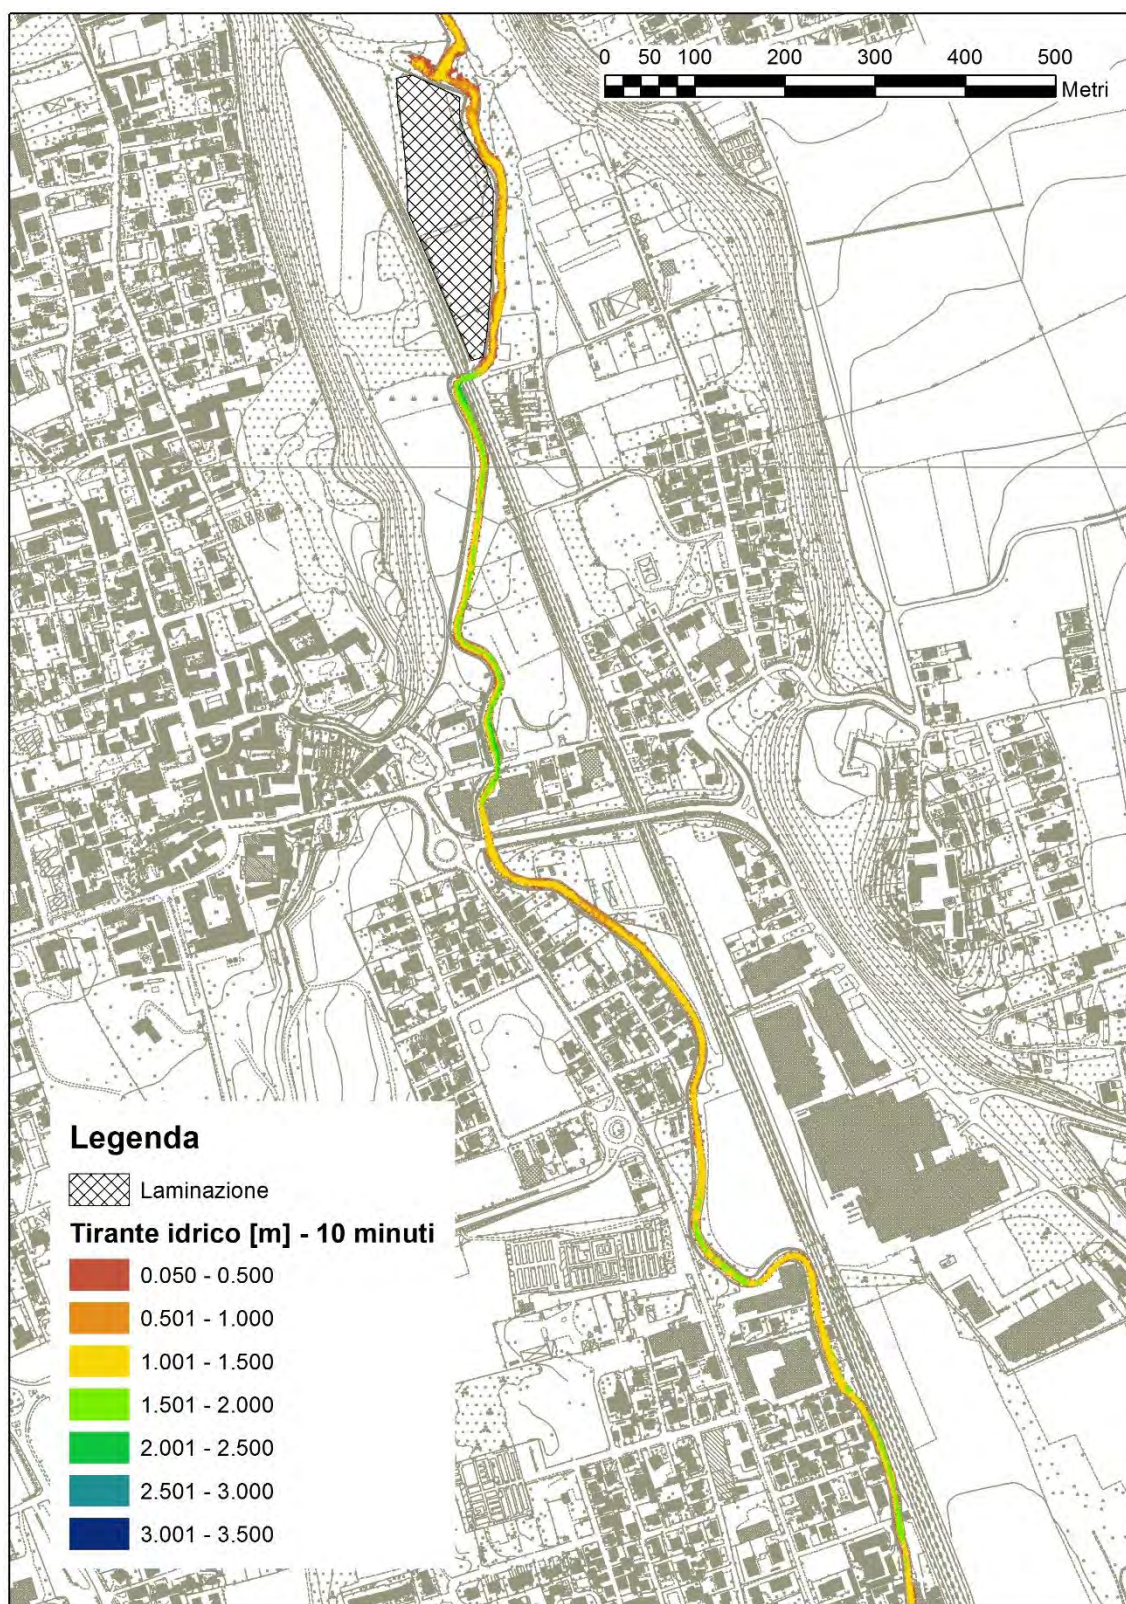 0 50 100 200 300 400 500
Metri
Legenda
Laminazione
Tirante idrico [m] - 10 minuti
0.050 - 0.500
0.501 - 1.000
1.001 - 1.500
1.501 - 2.000
2.001 - 2.500
2.501 - 3.000
3.001 - 3.500